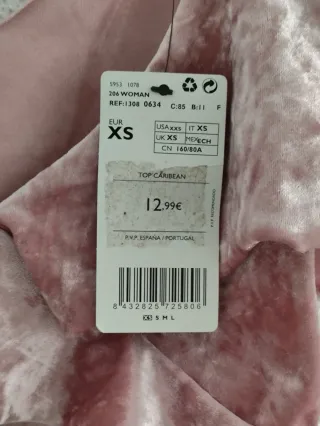 5953 1078
206 WOMAN
REF:1308 0634 C:85 B:11 F
EUR
XS
USA XXS IT XS
UK XS MEX ECH
CN 160/80A
TOP CARIBEAN
12.99€
P.V.P. ESPAÑA / PORTUGAL
8 432825 725806
XS S M L